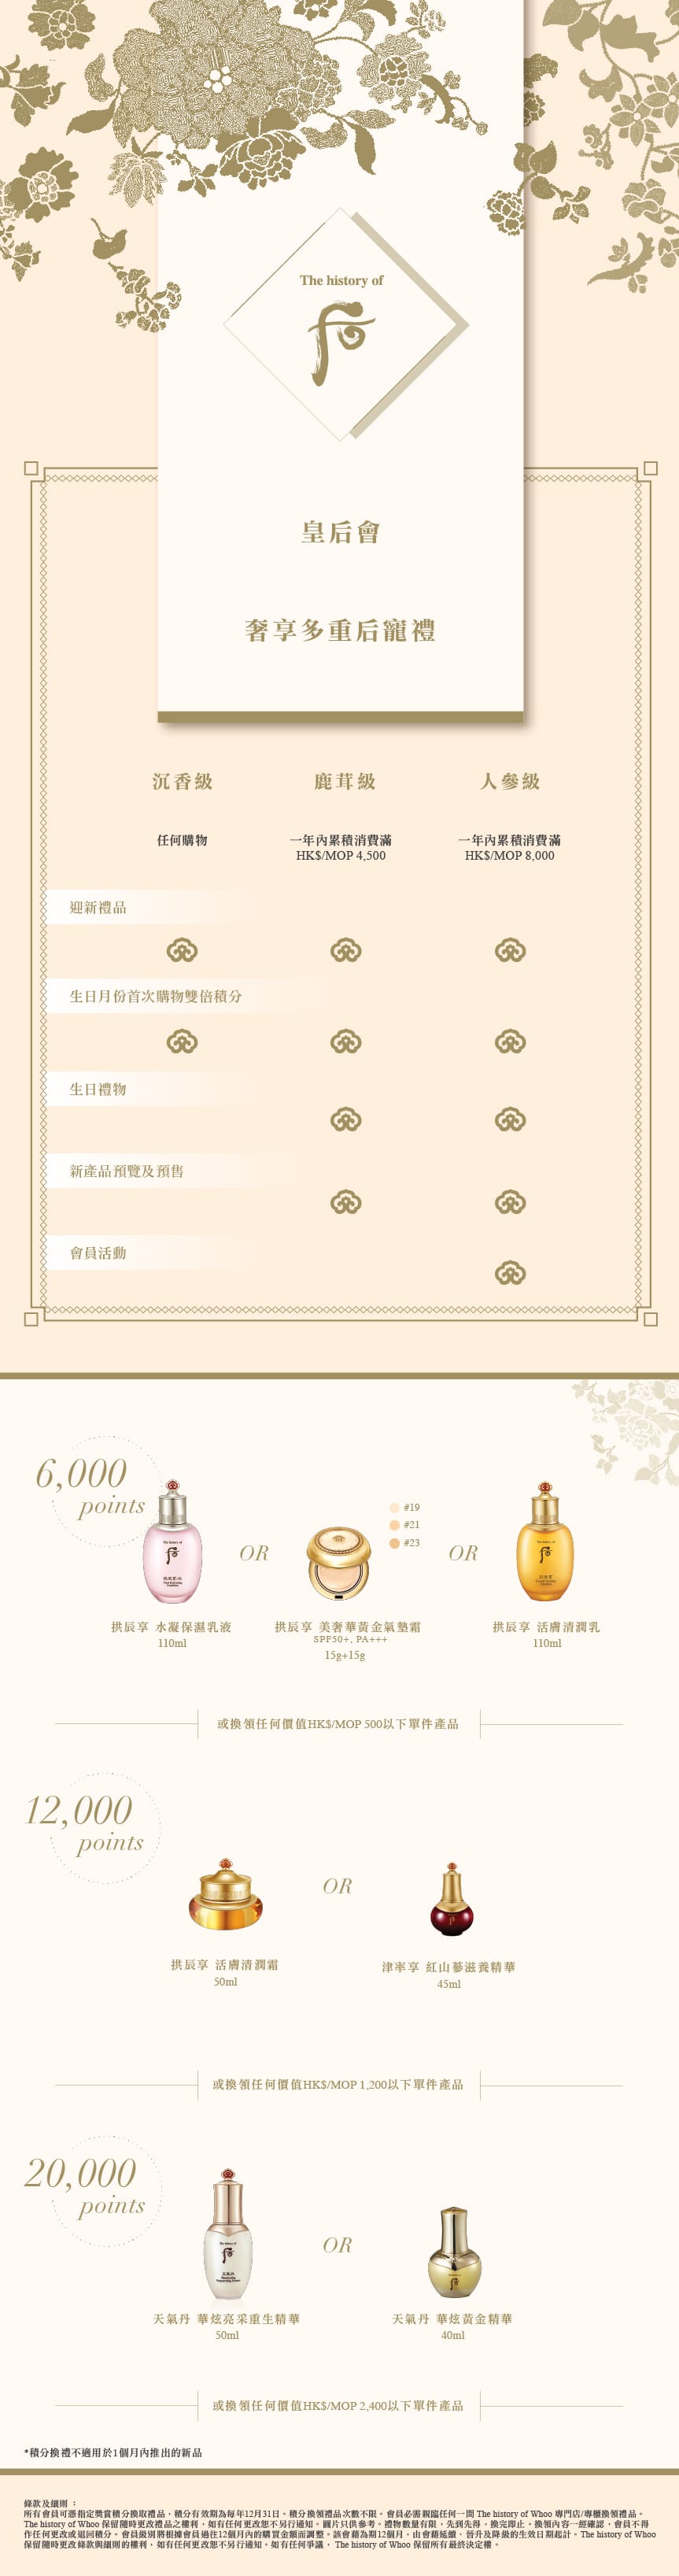 The history of
后
皇后會
奢享多重后寵禮
沉香級 鹿茸級 人參級
任何購物 一年內累積消費滿 一年內累積消費滿
HK$/MOP 4,500 HK$/MOP 8,000
迎新禮品
生日月份首次購物雙倍積分
生日禮物
新產品預覽及預售
會員活動
6,000
points
#19
#21
#23
OR OR
拱辰享 水凝保濕乳液 拱辰享 美奢華黃金氣墊霜 拱辰享 活膚清潤乳
110ml SPF50+, PA+++ 110ml
15g+15g
或換領任何價值HK$/MOP 500以下單件產品
12,000
points
OR
拱辰享 活膚清潤霜 津率享 紅山蔘滋養精華
50ml 45ml
或換領任何價值HK$/MOP 1,200以下單件產品
20,000
points
OR
天氣丹 華炫亮采重生精華 天氣丹 華炫黃金精華
50ml 40ml
或換領任何價值HK$/MOP 2,400以下單件產品
*積分換禮不適用於1個月內推出的新品
條款及細則：
所有會員可憑指定獎賞積分換取禮品，積分有效期為每年12月31日。積分換領禮品次數不限。會員必需親臨任何一間 The history of Whoo 專門店/專櫃換領禮品。
The history of Whoo 保留隨時更改禮品之權利，如有任何更改恕不另行通知。圖片只供參考。禮物數量有限，先到先得，換完即止。換領內容一經確認，會員不得
作任何更改或退回積分。會員級別將根據會員過往12個月內的購買金額而調整。該會籍為期12個月，由會籍延續、晉升及降級的生效日期起計。The history of Whoo
保留隨時更改條款與細則的權利，如有任何更改恕不另行通知。如有任何爭議， The history of Whoo 保留所有最終決定權。